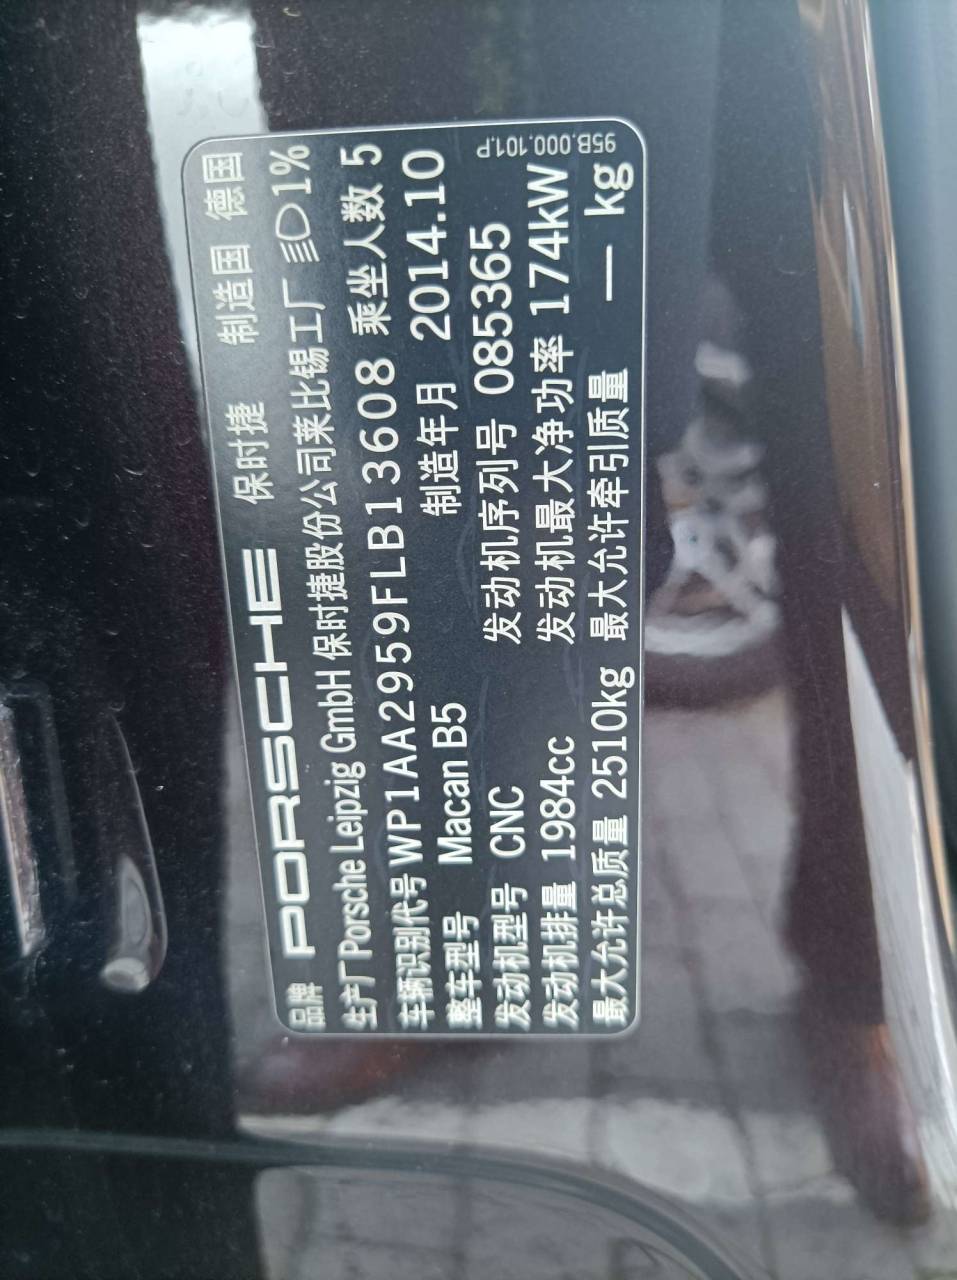 品牌 PORSCHE 保时捷 制造国 德国
生产厂 Porsche Leipzig GmbH 保时捷股份公司莱比锡工厂 1%
车辆识别代号 WP1AA2959FLB13608 乘坐人数 5
整车型号 Macan B5 制造年月 2014.10
发动机型号 CNC 发动机序列号 085365
发动机排量 1984cc 发动机最大净功率 174kW
最大允许总质量 2510kg 最大允许牵引质量 — kg
95B.000.101.P